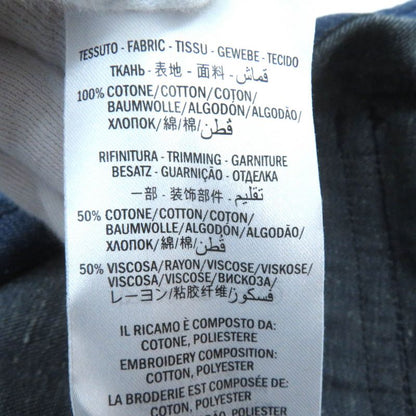 TESSUTO - FABRIC - TISSU - GEWEBE - TECIDO
ТКАНЬ - 表地 - 面料 - قماش
100% COTONE/COTTON/COTON/
BAUMWOLLE/ALGODÓN/ALGODÃO/
ХЛОПОК/綿/棉/قطن
RIFINITURA - TRIMMING - GARNITURE
BESATZ - GUARNIÇÃO - ОТДЕЛКА
一部 - 装饰部件 - تقليم
50% COTONE/COTTON/COTON/
BAUMWOLLE/ALGODÓN/ALGODÃO/
ХЛОПОК/綿/棉/قطن
50% VISCOSA/RAYON/VISCOSE/VISKOSE/
VISCOSA/VISCOSE/ВИСКОЗА/
レーヨン/粘胶纤维/فسكوز
IL RICAMO È COMPOSTO DA:
COTONE, POLIESTERE
EMBROIDERY COMPOSITION:
COTTON, POLYESTER
LA BRODERIE EST COMPOSÉE DE:
COTON, POLYESTER